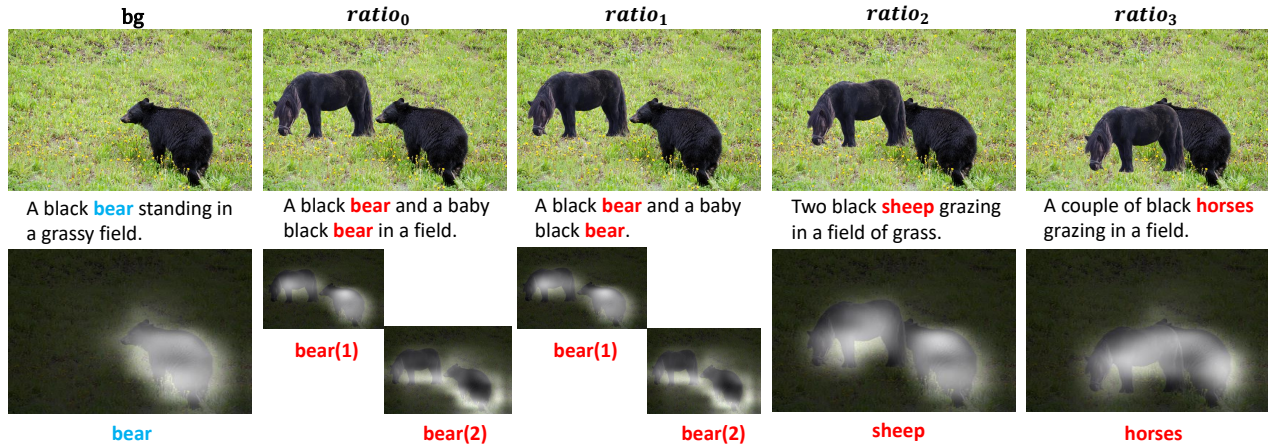 bg
ratio₀
ratio₁
ratio₂
ratio₃
A black bear standing in
a grassy field.
A black bear and a baby
black bear in a field.
A black bear and a baby
black bear.
Two black sheep grazing
in a field of grass.
A couple of black horses
grazing in a field.
bear
bear(1)
bear(2)
bear(1)
bear(2)
sheep
horses